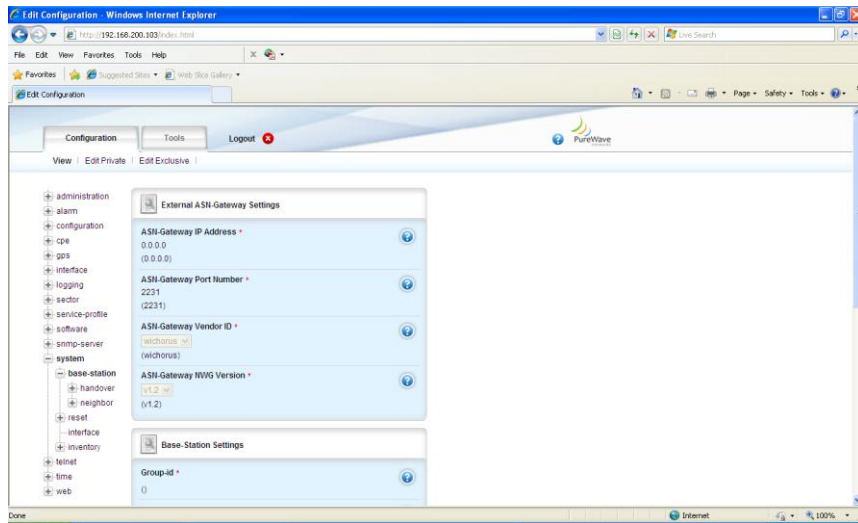 Edit Configuration - Windows Internet Explorer
http://192.168.200.103/index.html
Live Search
File Edit View Favorites Tools Help
Favorites Suggested Sites Web Slice Gallery
Edit Configuration
Page Safety Tools
Configuration Tools Logout
PureWave
View Edit Private Edit Exclusive
administration
alarm
configuration
cpe
gps
interface
logging
sector
service-profile
software
snmp-server
system
base-station
handover
neighbor
reset
interface
inventory
telnet
time
web
External ASN-Gateway Settings
ASN-Gateway IP Address *
0.0.0.0
(0.0.0.0)
ASN-Gateway Port Number *
2231
(2231)
ASN-Gateway Vendor ID *
wichorus
(wichorus)
ASN-Gateway NWG Version *
v1.2
(v1.2)
Base-Station Settings
Group-id *
0
Done Internet 100%